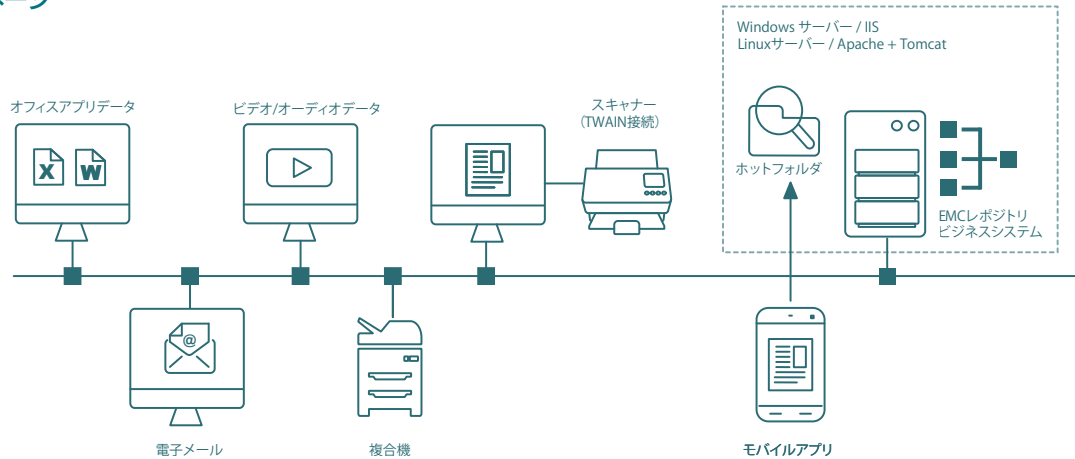 Windows サーバー / IIS
Linuxサーバー / Apache + Tomcat
オフィスアプリデータ
ビデオ/オーディオデータ
スキャナー
(TWAIN接続)
X W
ホットフォルダ
EMCレポジトリ
ビジネスシステム
@
電子メール
複合機
モバイルアプリ